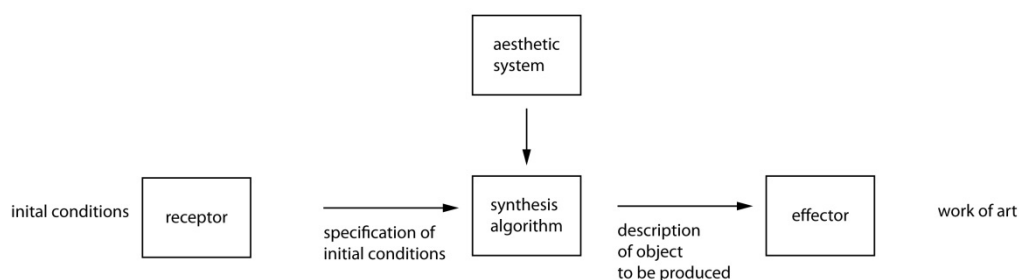 aesthetic
system
inital conditions
receptor
specification of
initial conditions
synthesis
algorithm
description
of object
to be produced
effector
work of art